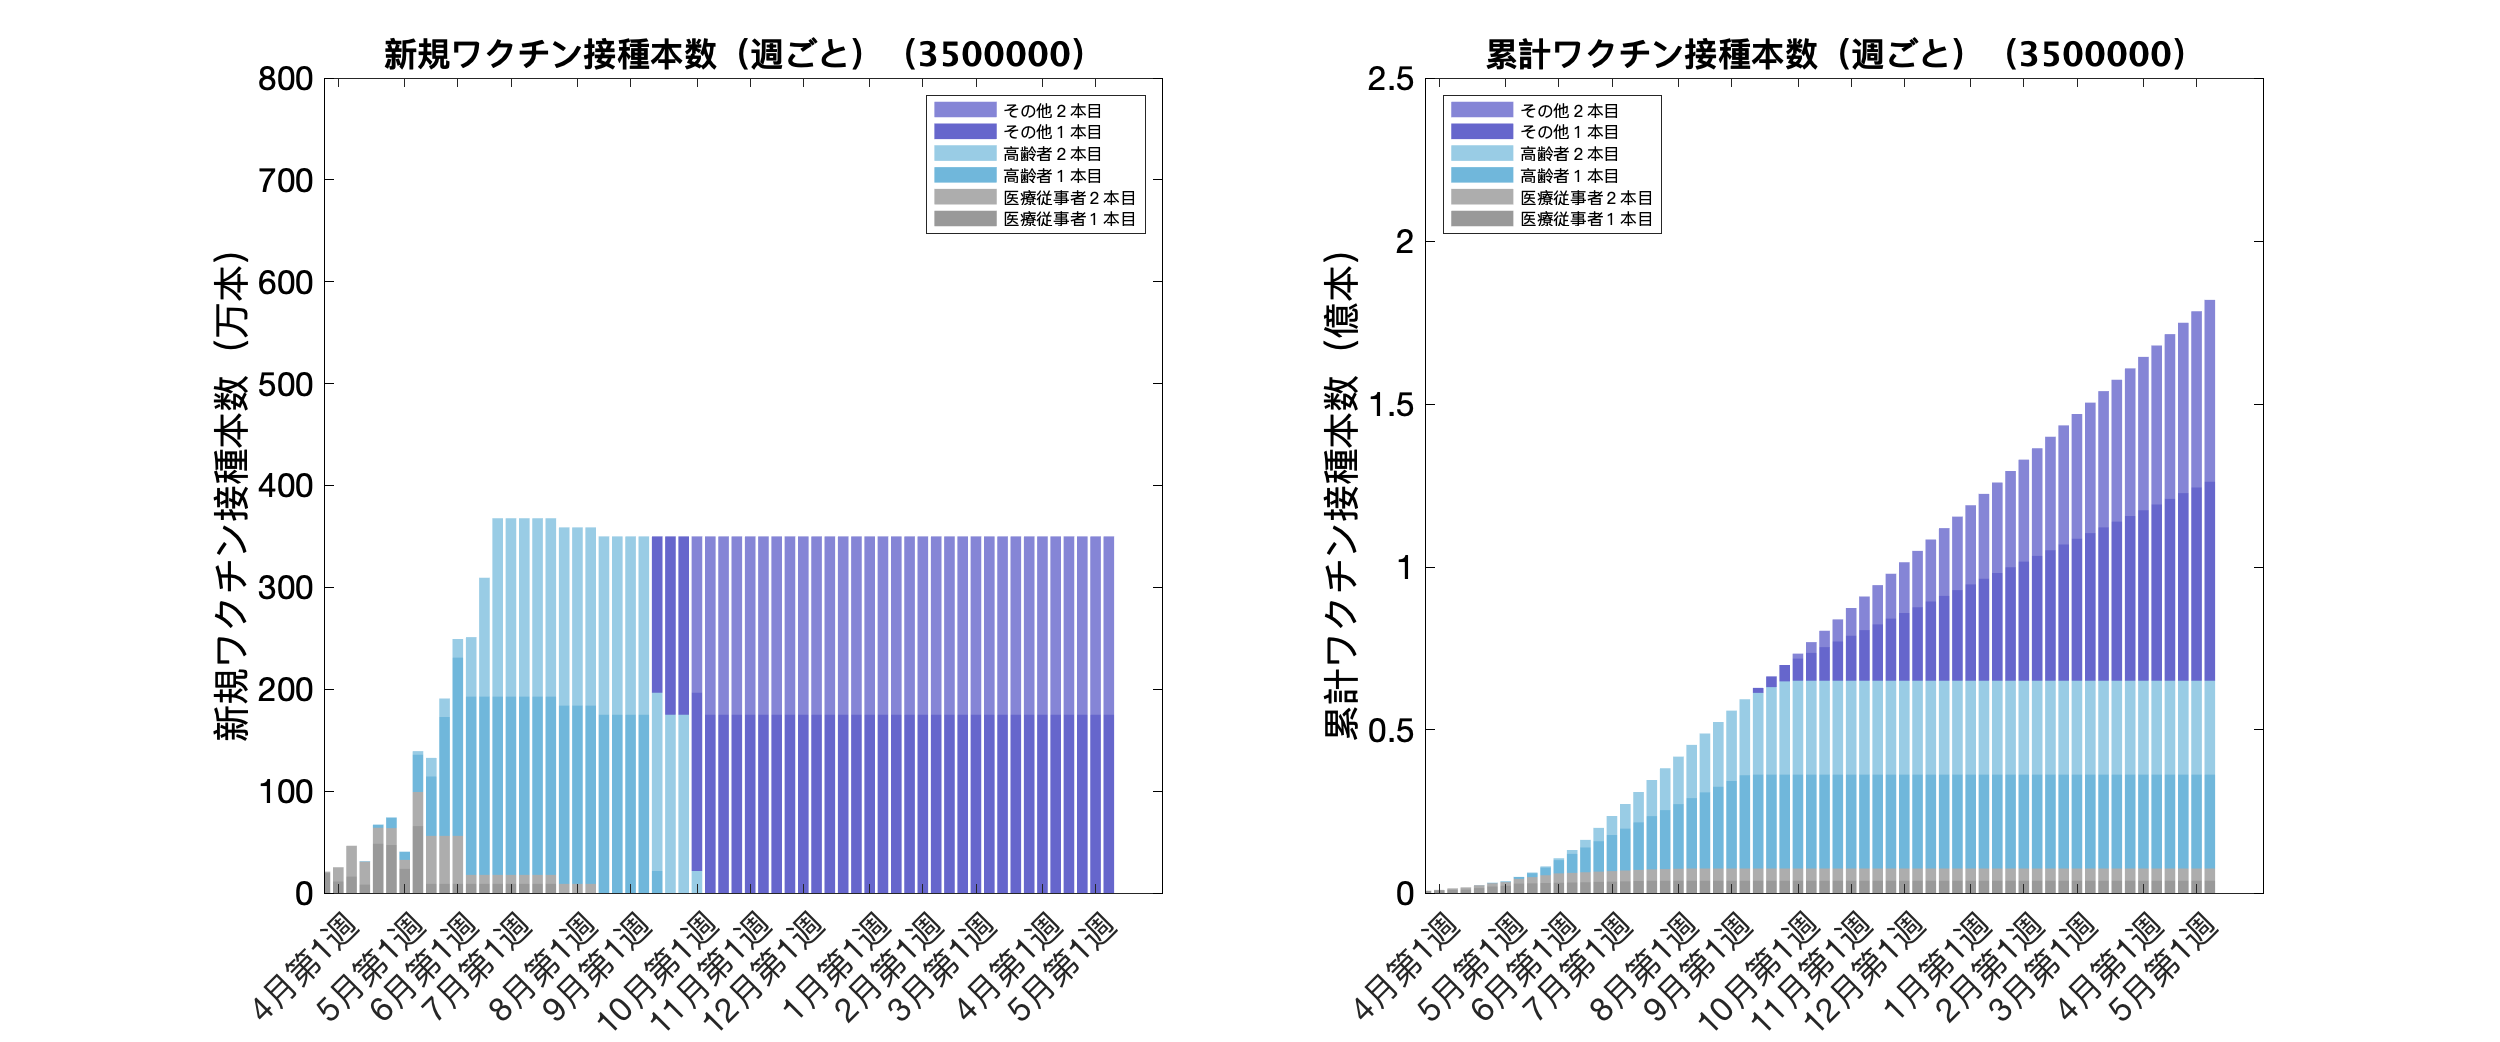 新規ワクチン接種本数（週ごと）（3500000）
新規ワクチン接種本数（万本）
800
700
600
500
400
300
200
100
0
その他２本目
その他１本目
高齢者２本目
高齢者１本目
医療従事者２本目
医療従事者１本目
4月第1週
5月第1週
6月第1週
7月第1週
8月第1週
9月第1週
10月第1週
11月第1週
12月第1週
1月第1週
2月第1週
3月第1週
4月第1週
5月第1週
累計ワクチン接種本数（週ごと）（3500000）
累計ワクチン接種本数（億本）
2.5
2
1.5
1
0.5
0
その他２本目
その他１本目
高齢者２本目
高齢者１本目
医療従事者２本目
医療従事者１本目
4月第1週
5月第1週
6月第1週
7月第1週
8月第1週
9月第1週
10月第1週
11月第1週
12月第1週
1月第1週
2月第1週
3月第1週
4月第1週
5月第1週